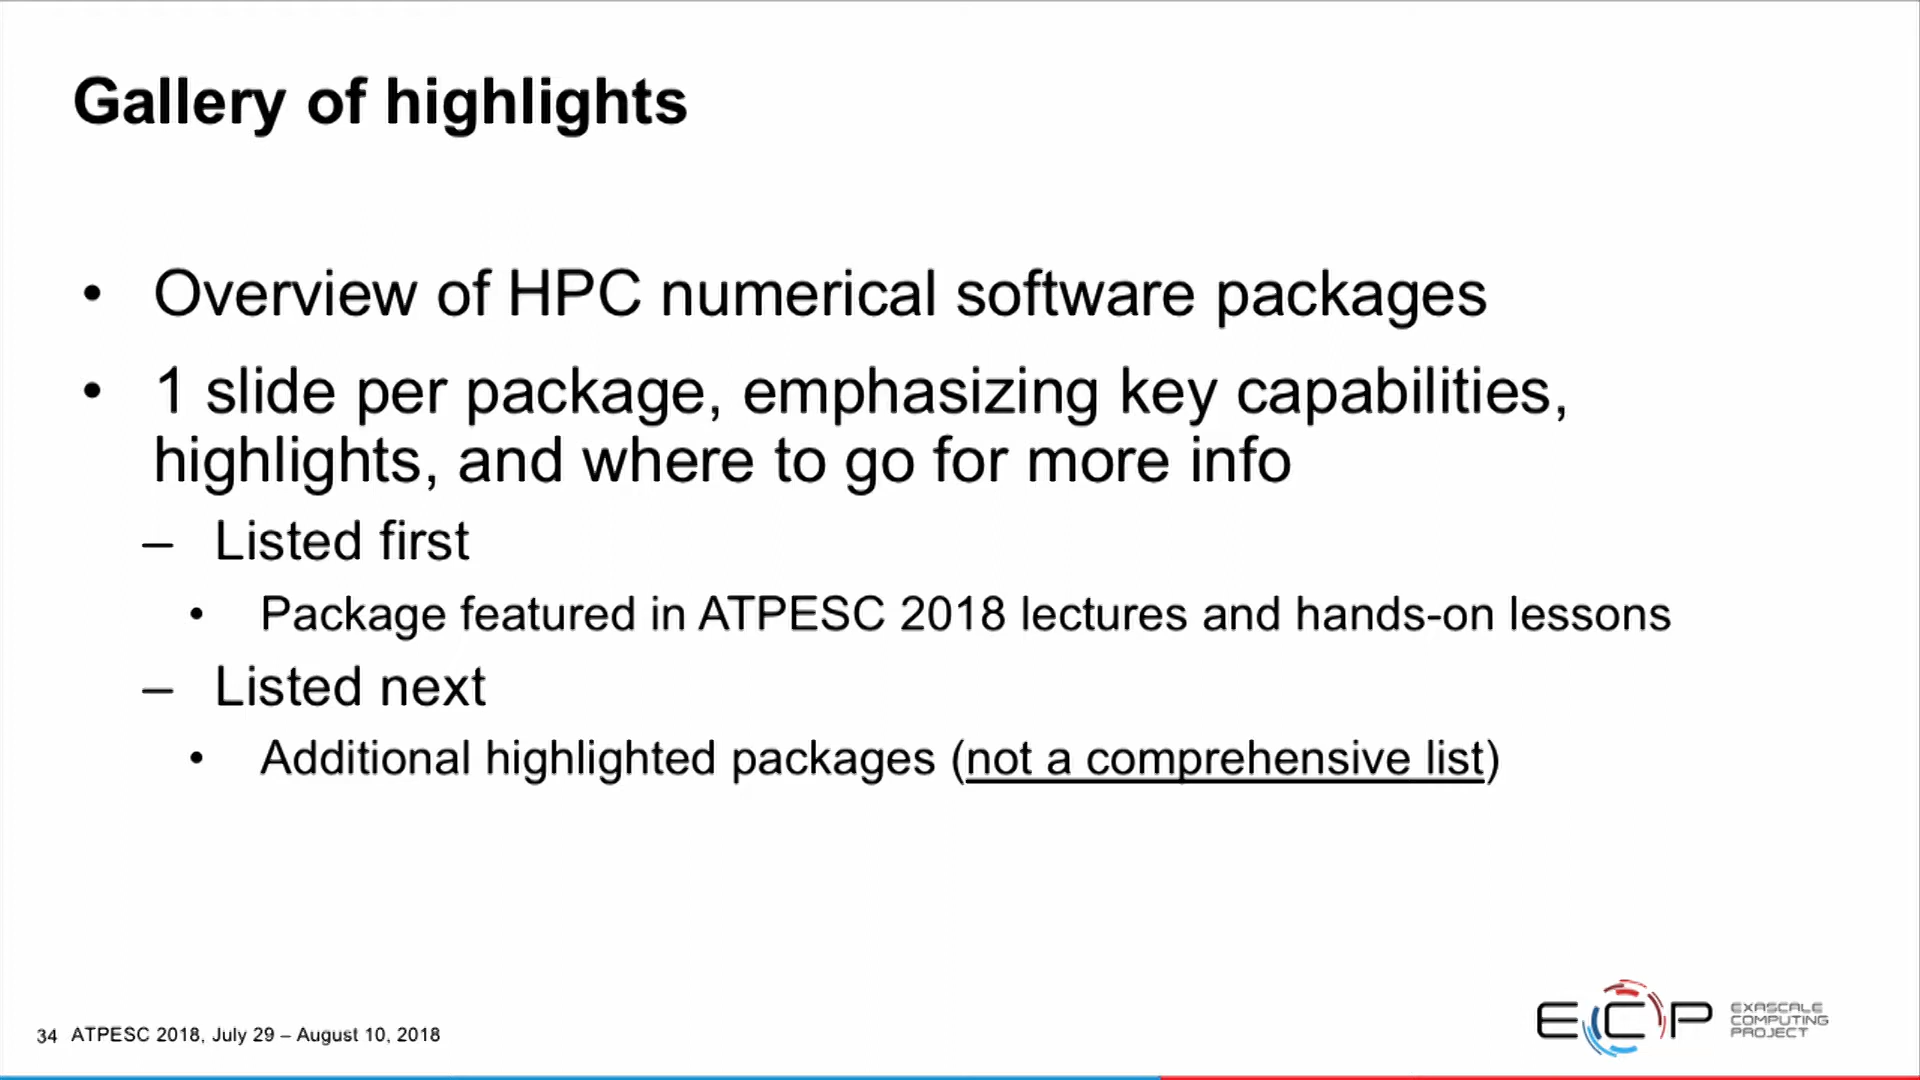 Gallery of highlights
• Overview of HPC numerical software packages
• 1 slide per package, emphasizing key capabilities,
highlights, and where to go for more info
– Listed first
• Package featured in ATPESC 2018 lectures and hands-on lessons
– Listed next
• Additional highlighted packages (not a comprehensive list)
34 ATPESC 2018, July 29 – August 10, 2018
ECP
EXASCALE
COMPUTING
PROJECT